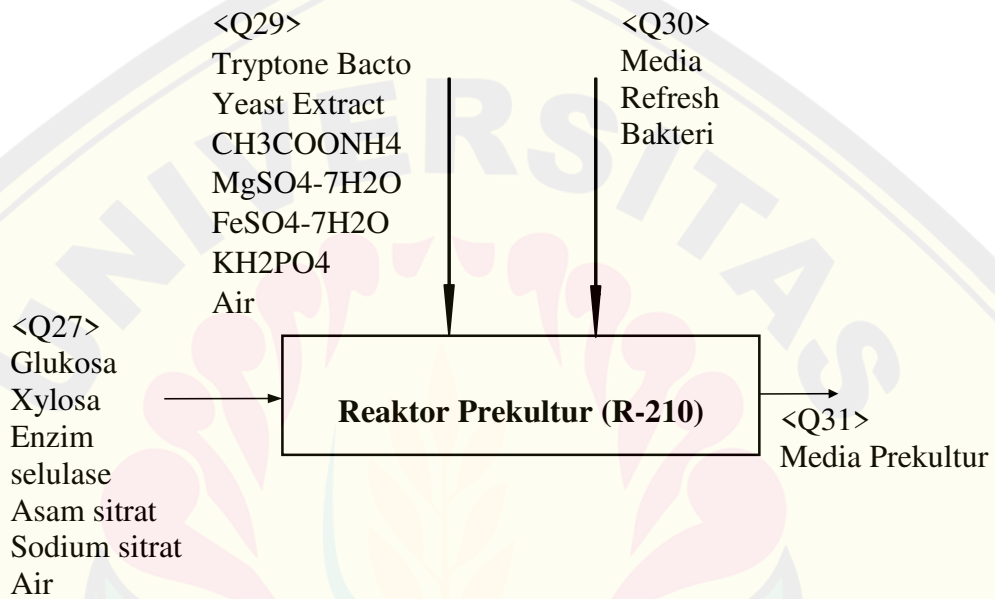 <Q29>
Tryptone Bacto
Yeast Extract
CH3COONH4
MgSO4-7H2O
FeSO4-7H2O
KH2PO4
Air
<Q30>
Media
Refresh
Bakteri
<Q27>
Glukosa
Xylosa
Enzim
selulase
Asam sitrat
Sodium sitrat
Air
Reaktor Prekultur (R-210)
<Q31>
Media Prekultur
UNIVERSITAS